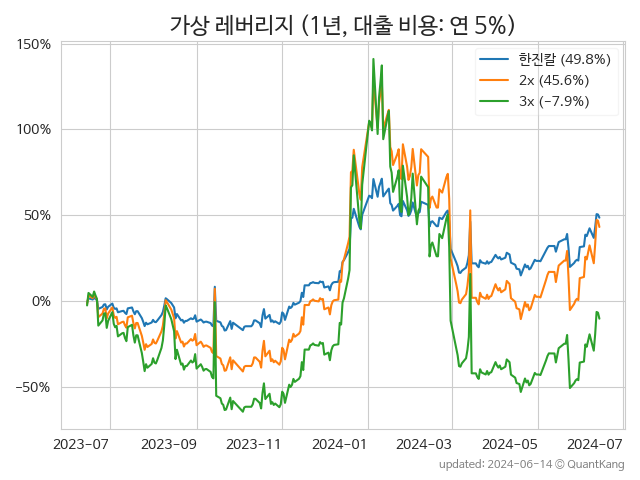 가상 레버리지 (1년, 대출 비용: 연 5%)
150%
100%
50%
0%
−50%
한진칼 (49.8%)
2x (45.6%)
3x (−7.9%)
2023-07 2023-09 2023-11 2024-01 2024-03 2024-05 2024-07
updated: 2024-06-14 © QuantKang